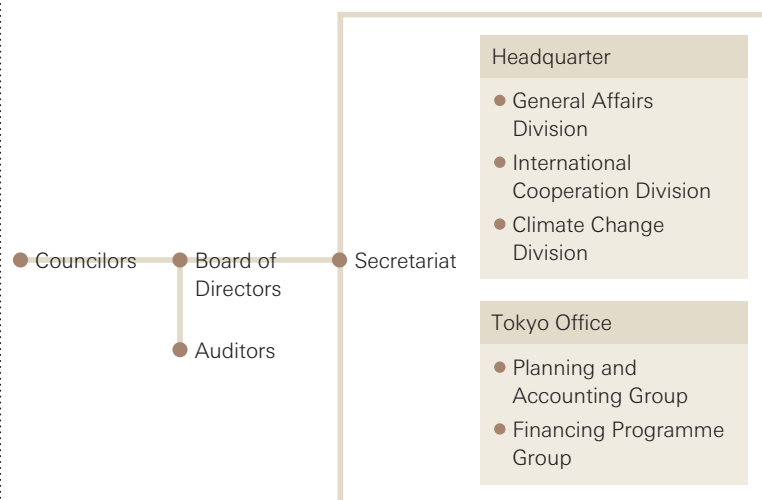 Headquarter
General Affairs
Division
International
Cooperation Division
Climate Change
Division
Councilors
Board of
Directors
Secretariat
Auditors
Tokyo Office
Planning and
Accounting Group
Financing Programme
Group